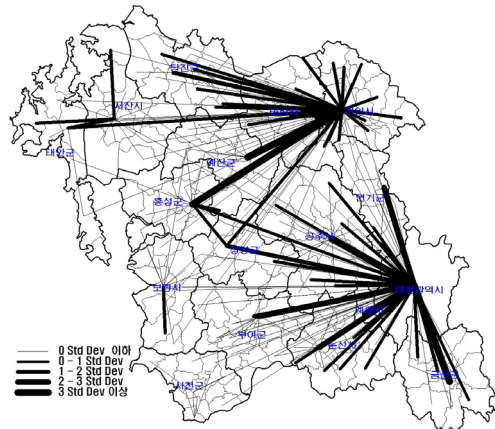 당진군
서산시
아산시
천안시
태안군
예산군
홍성군
연기군
공주시
청양군
보령시
대전광역시
계룡시
부여군
논산시
금산군
서천군
0 Std Dev 이하
0 - 1 Std Dev
1 - 2 Std Dev
2 - 3 Std Dev
3 Std Dev 이상